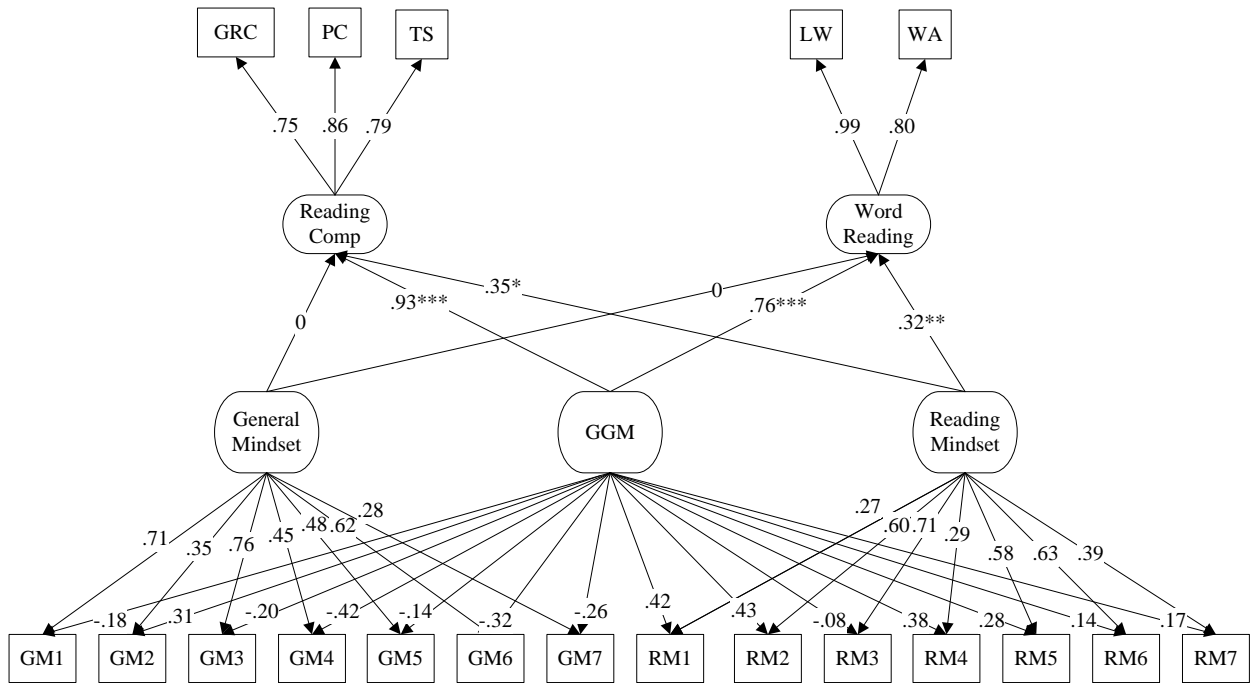 GRC PC TS LW WA
.75 .86 .79 .99 .80
Reading
Comp
Word
Reading
0 .93*** .35* 0 .76*** .32**
General
Mindset
GGM
Reading
Mindset
.71 .35 .76 .45 .48 .62 .28
.27 .60 .71 .29 .58 .63 .39
-.18 .31 -.20 -.42 -.14 -.32 -.26 .42 .43 -.08 .38 .28 .14 .17
GM1 GM2 GM3 GM4 GM5 GM6 GM7 RM1 RM2 RM3 RM4 RM5 RM6 RM7